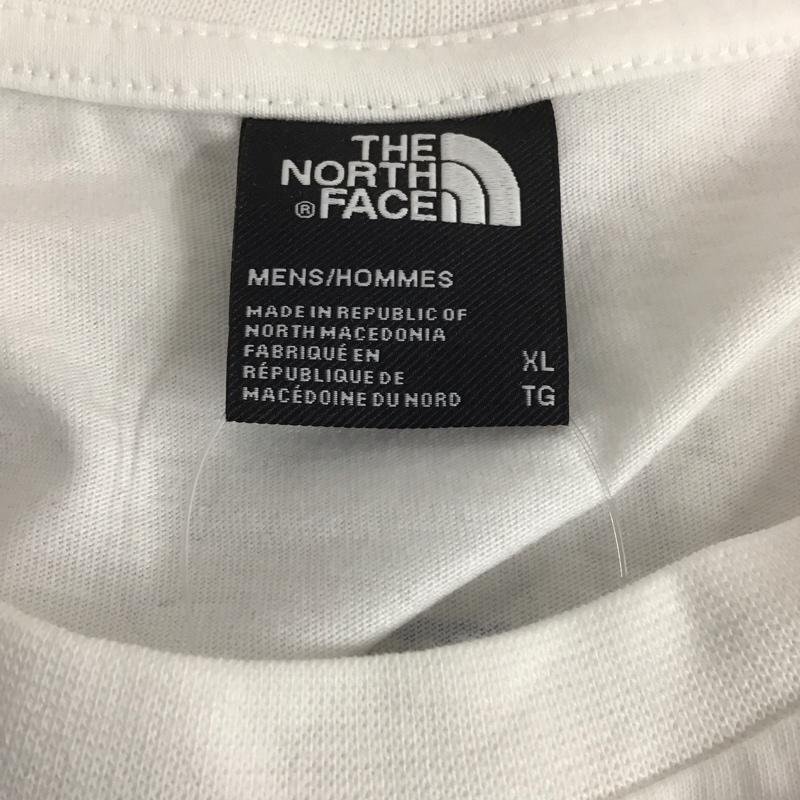 THE
NORTH
® FACE
MENS/HOMMES
MADE IN REPUBLIC OF
NORTH MACEDONIA
FABRIQUÉ EN
RÉPUBLIQUE DE
MACÉDOINE DU NORD
XL
TG